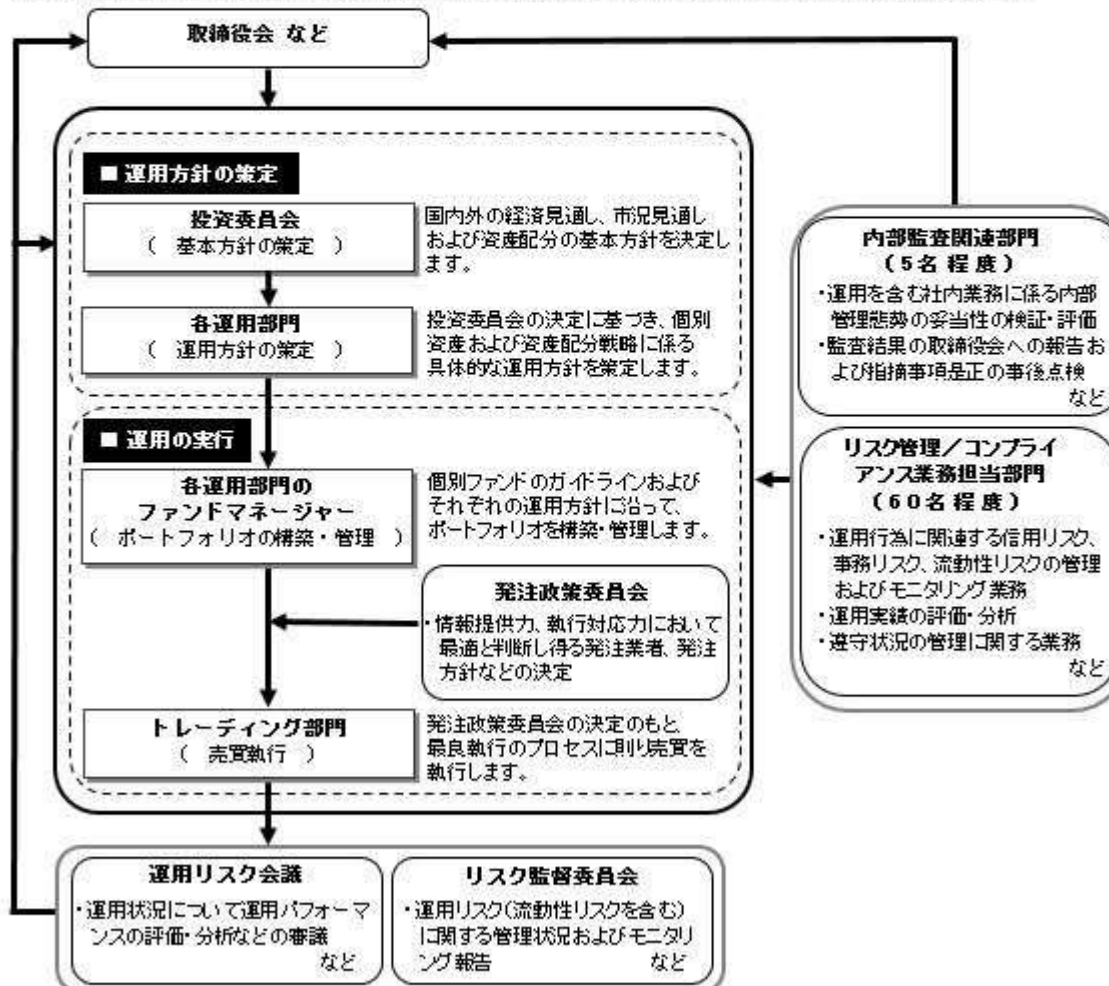 取締役会 など
■ 運用方針の策定
投資委員会
( 基本方針の策定 )
国内外の経済見通し、市況見通し
および資産配分の基本方針を決定し
ます。
各運用部門
( 運用方針の策定 )
投資委員会の決定に基づき、個別
資産および資産配分戦略に係る
具体的な運用方針を策定します。
■ 運用の実行
各運用部門の
ファンドマネージャー
( ポートフォリオの構築・管理 )
個別ファンドのガイドラインおよび
それぞれの運用方針に沿って、
ポートフォリオを構築・管理します。
発注政策委員会
・情報提供力、執行対応力において
最適と判断し得る発注業者、発注
方針などの決定
トレーディング部門
( 売買執行 )
発注政策委員会の決定のもと、
最良執行のプロセスに則り売買を
執行します。
内部監査関連部門
(5名程度)
・運用を含む社内業務に係る内部
管理態勢の妥当性の検証・評価
・監査結果の取締役会への報告お
よび指摘事項是正の事後点検
など
リスク管理/コンプライ
アンス業務担当部門
(60名程度)
・運用行為に関連する信用リスク、
事務リスク、流動性リスクの管理
およびモニタリング業務
・運用実績の評価・分析
・遵守状況の管理に関する業務
など
運用リスク会議
・運用状況について運用パフォーマ
ンスの評価・分析などの審議
など
リスク監督委員会
・運用リスク(流動性リスクを含む)
に関する管理状況およびモニタリ
ング報告 など